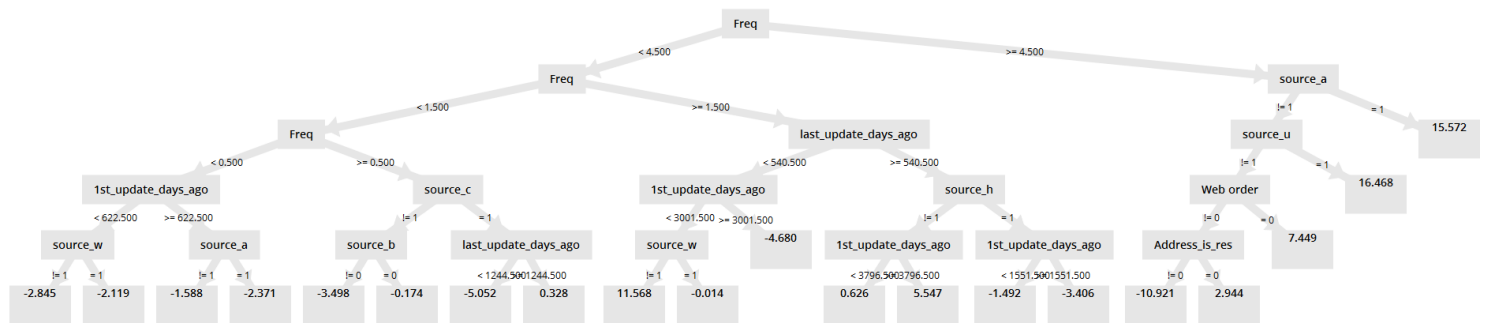 Freq
< 4.500 >= 4.500
Freq source_a
< 1.500 >= 1.500 != 1 = 1
Freq last_update_days_ago source_u 15.572
< 0.500 >= 0.500 < 540.500 >= 540.500 != 1 = 1
1st_update_days_ago source_c 1st_update_days_ago source_h Web order 16.468
< 622.500 >= 622.500 != 1 = 1 < 3001.500 >= 3001.500 != 1 = 1 != 0 = 0
source_w source_a source_b last_update_days_ago source_w -4.680 1st_update_days_ago 1st_update_days_ago Address_is_res 7.449
!= 1 = 1 != 1 = 1 != 0 = 0 < 1244.500 1244.500 != 1 = 1 < 3796.500 3796.500 < 1551.500 1551.500 != 0 = 0
-2.845 -2.119 -1.588 -2.371 -3.498 -0.174 -5.052 0.328 11.568 -0.014 0.626 5.547 -1.492 -3.406 -10.921 2.944